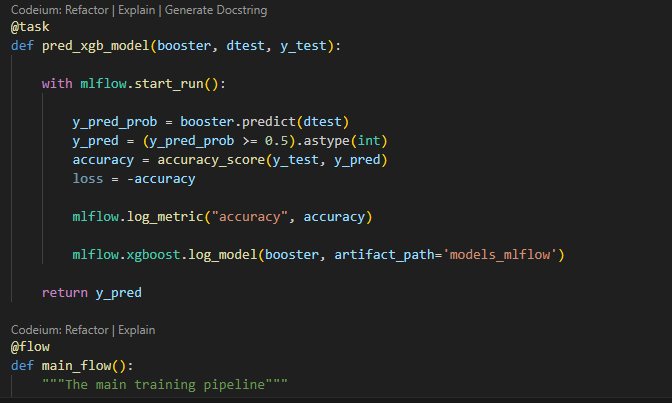 Codeium: Refactor | Explain | Generate Docstring
@task
def pred_xgb_model(booster, dtest, y_test):
with mlflow.start_run():
y_pred_prob = booster.predict(dtest)
y_pred = (y_pred_prob >= 0.5).astype(int)
accuracy = accuracy_score(y_test, y_pred)
loss = -accuracy
mlflow.log_metric("accuracy", accuracy)
mlflow.xgboost.log_model(booster, artifact_path='models_mlflow')
return y_pred
Codeium: Refactor | Explain
@flow
def main_flow():
"""The main training pipeline"""